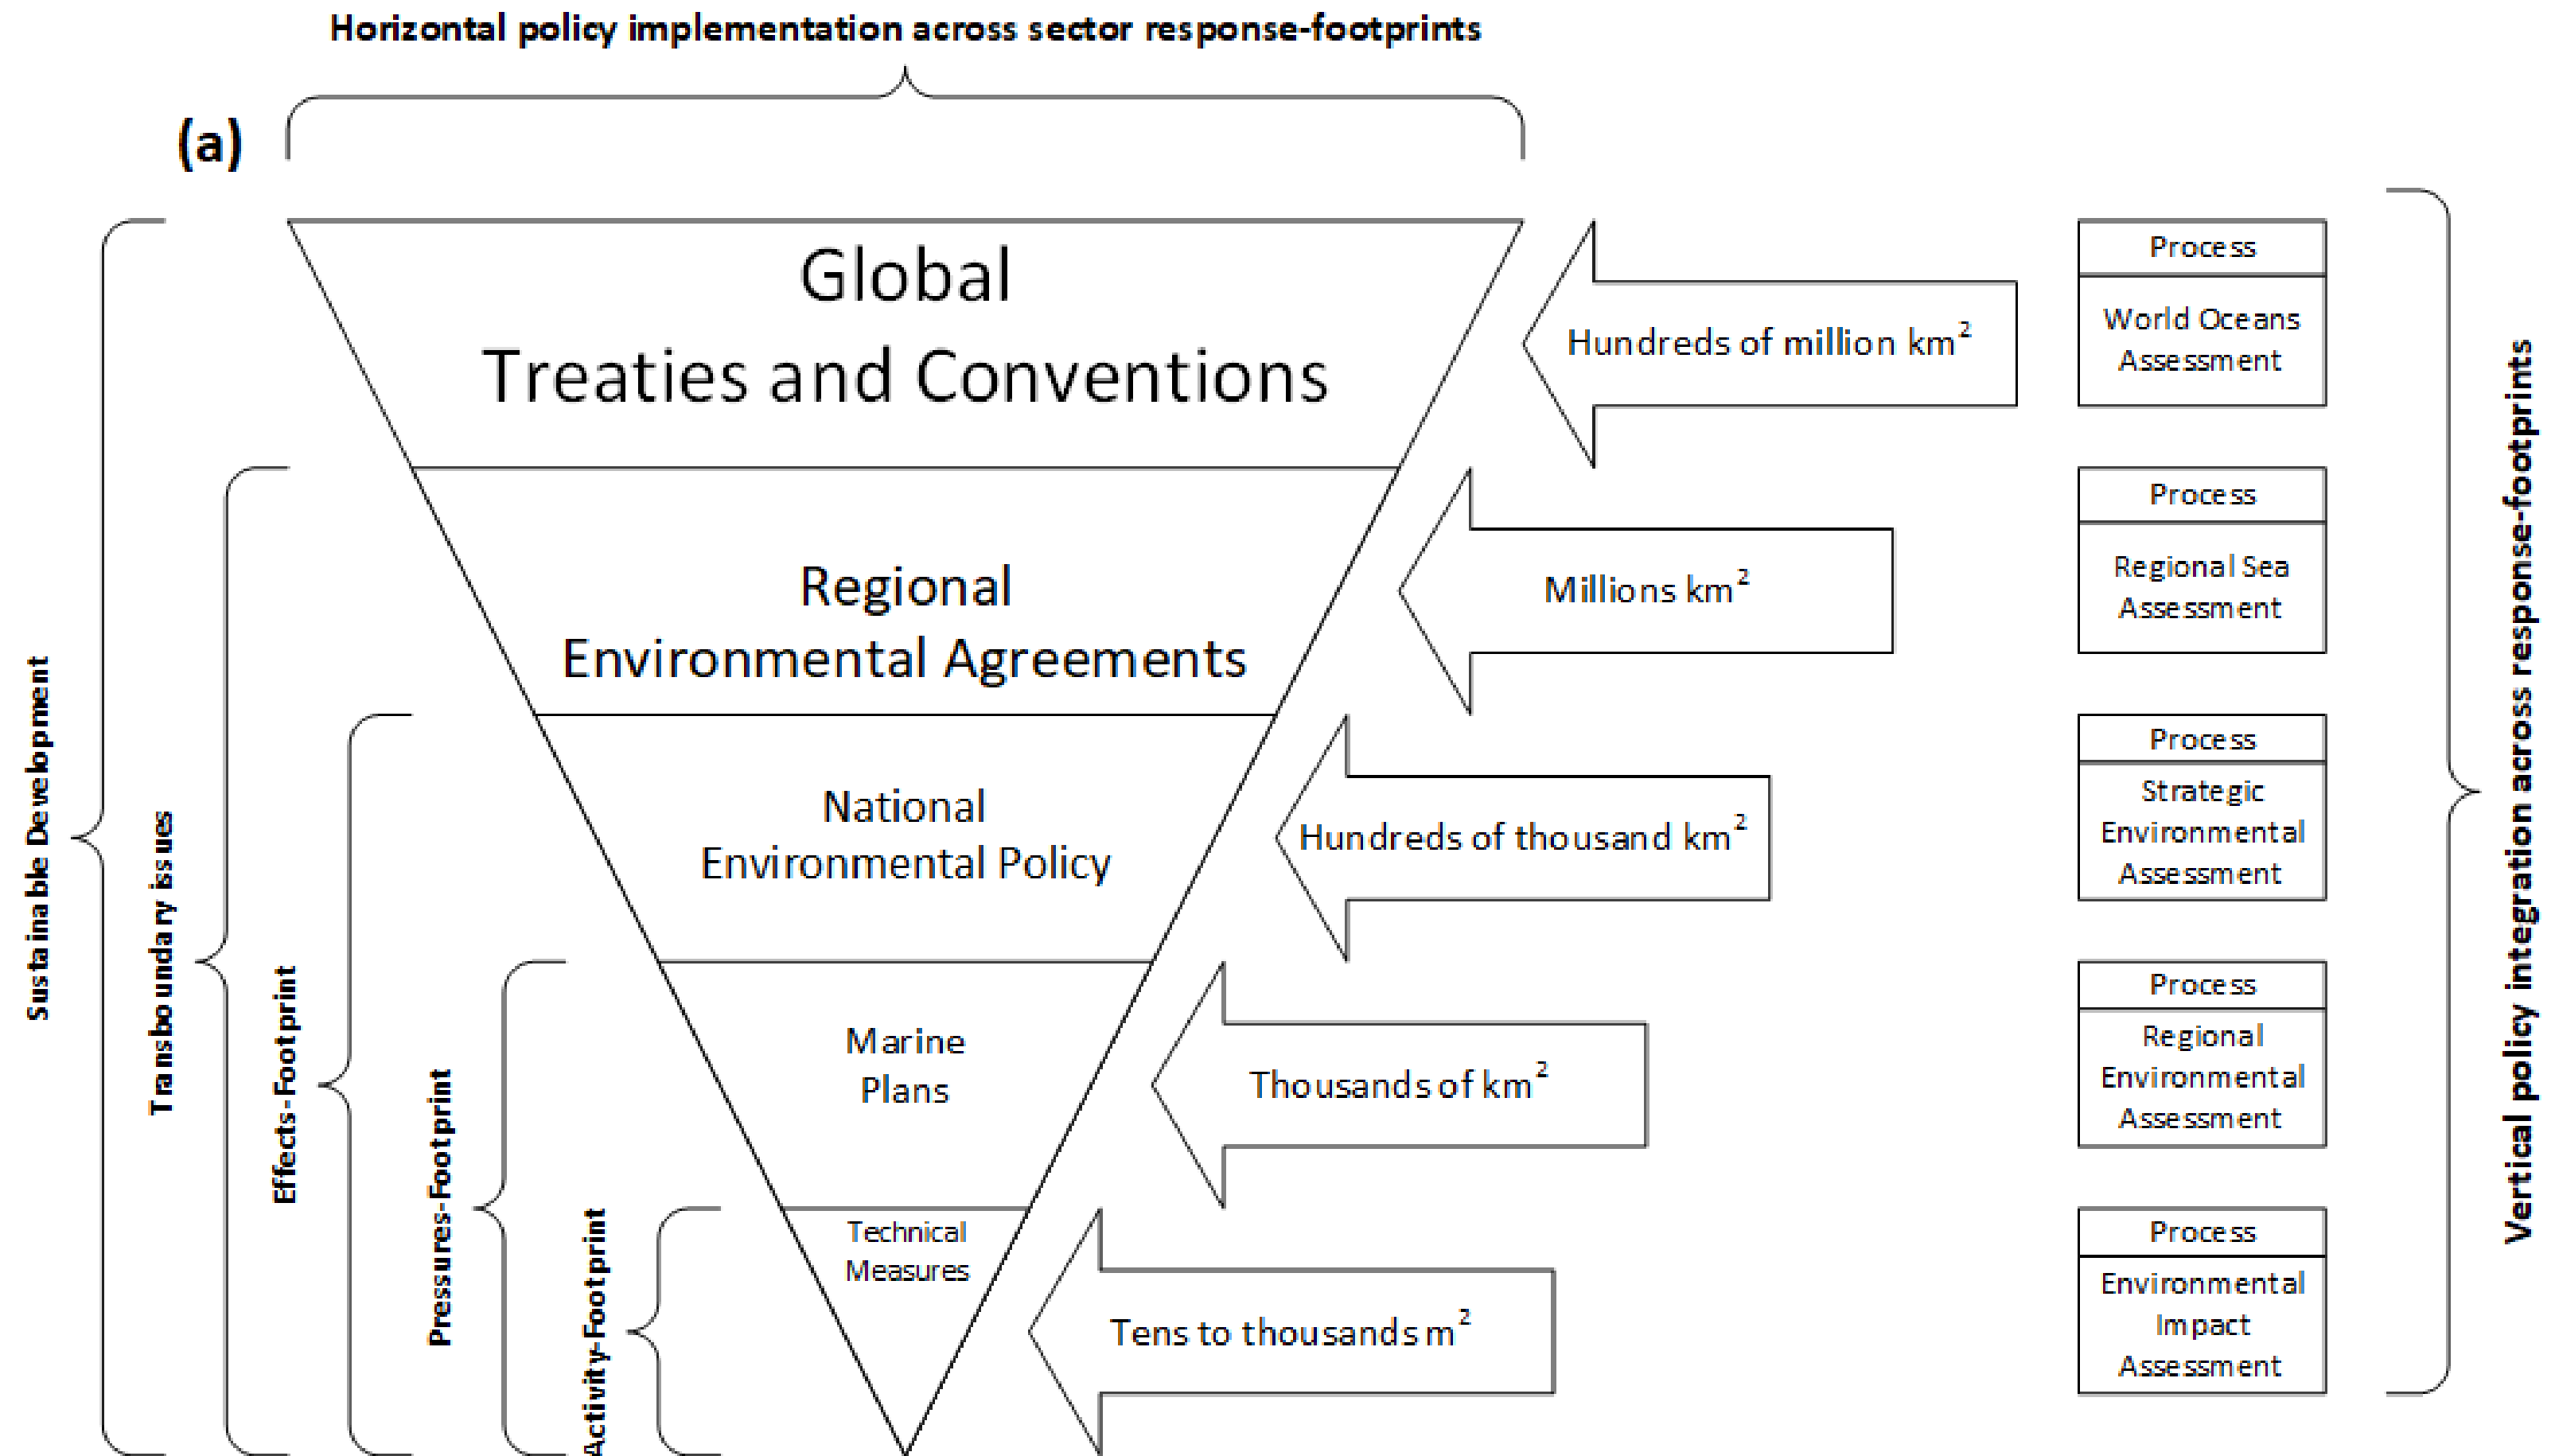 Horizontal policy implementation across sector response-footprints
(a)
Global
Treaties and Conventions
Hundreds of million km²
Process
World Oceans
Assessment
Regional
Environmental Agreements
Millions km²
Process
Regional Sea
Assessment
National
Environmental Policy
Hundreds of thousand km²
Process
Strategic
Environmental
Assessment
Marine
Plans
Thousands of km²
Process
Regional
Environmental
Assessment
Technical
Measures
Tens to thousands m²
Process
Environmental
Impact
Assessment
Sustainable Development
Transboundary issues
Effects-Footprint
Pressures-Footprint
Activity-Footprint
Vertical policy integration across response-footprints